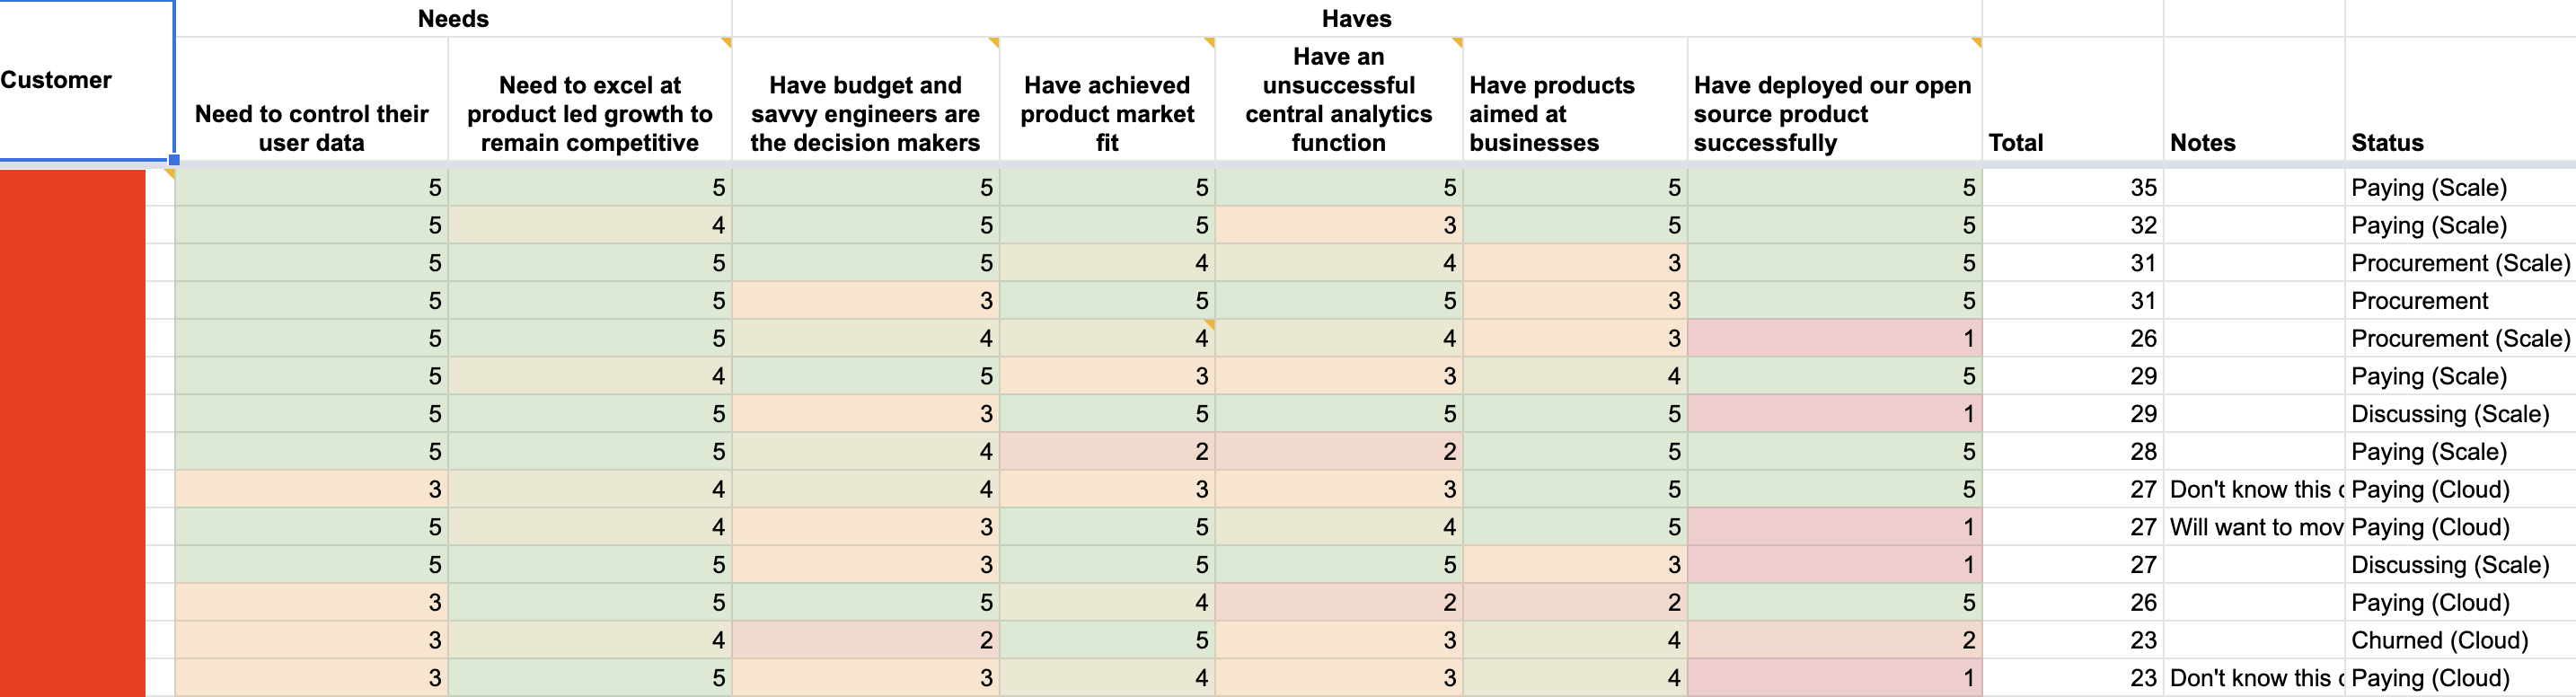 Needs Haves
Customer Need to control their user data Need to excel at product led growth to remain competitive Have budget and savvy engineers are the decision makers Have achieved product market fit Have an unsuccessful central analytics function Have products aimed at businesses Have deployed our open source product successfully Total Notes Status
5 5 5 5 5 5 5 35 Paying (Scale)
5 4 5 5 3 5 5 32 Paying (Scale)
5 5 5 4 4 3 5 31 Procurement (Scale)
5 5 3 5 5 3 5 31 Procurement
5 5 4 4 4 3 1 26 Procurement (Scale)
5 4 5 3 3 4 5 29 Paying (Scale)
5 5 3 5 5 5 1 29 Discussing (Scale)
5 5 4 2 2 5 5 28 Paying (Scale)
3 4 4 3 3 5 5 27 Don't know this Paying (Cloud)
5 4 3 5 4 5 1 27 Will want to mov Paying (Cloud)
5 5 3 5 5 3 1 27 Discussing (Scale)
3 5 5 4 2 2 5 26 Paying (Cloud)
3 4 2 5 3 4 2 23 Churned (Cloud)
3 5 3 4 3 4 1 23 Don't know this Paying (Cloud)